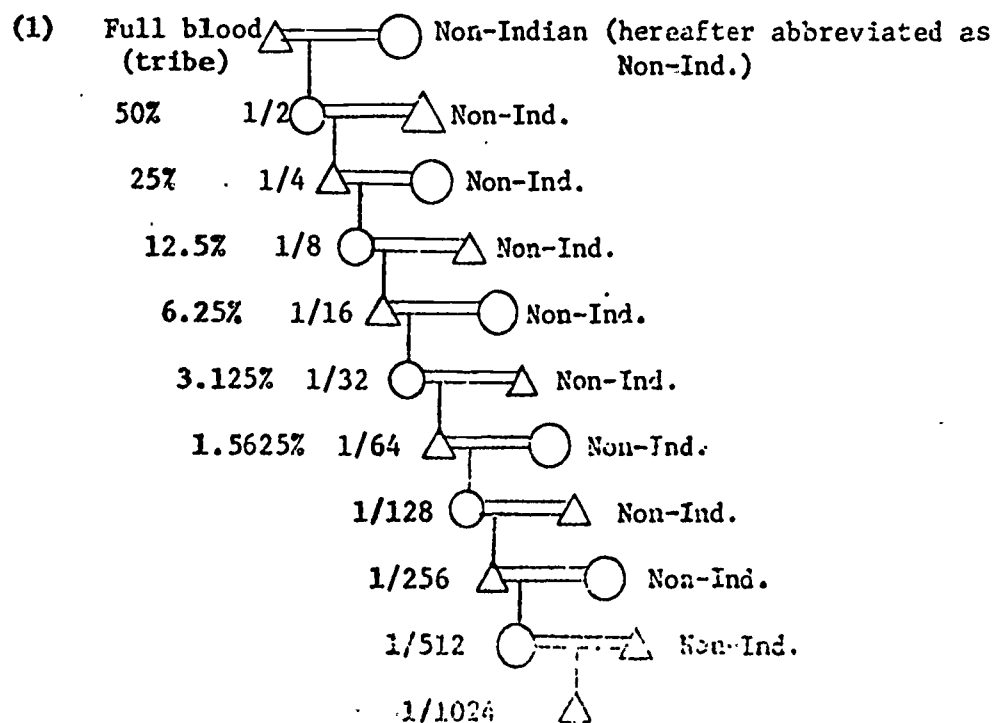 (1) Full blood Non-Indian (hereafter abbreviated as
(tribe) Non-Ind.)
50% 1/2 Non-Ind.
25% 1/4 Non-Ind.
12.5% 1/8 Non-Ind.
6.25% 1/16 Non-Ind.
3.125% 1/32 Non-Ind.
1.5625% 1/64 Non-Ind.
1/128 Non-Ind.
1/256 Non-Ind.
1/512 Non-Ind.
1/1024